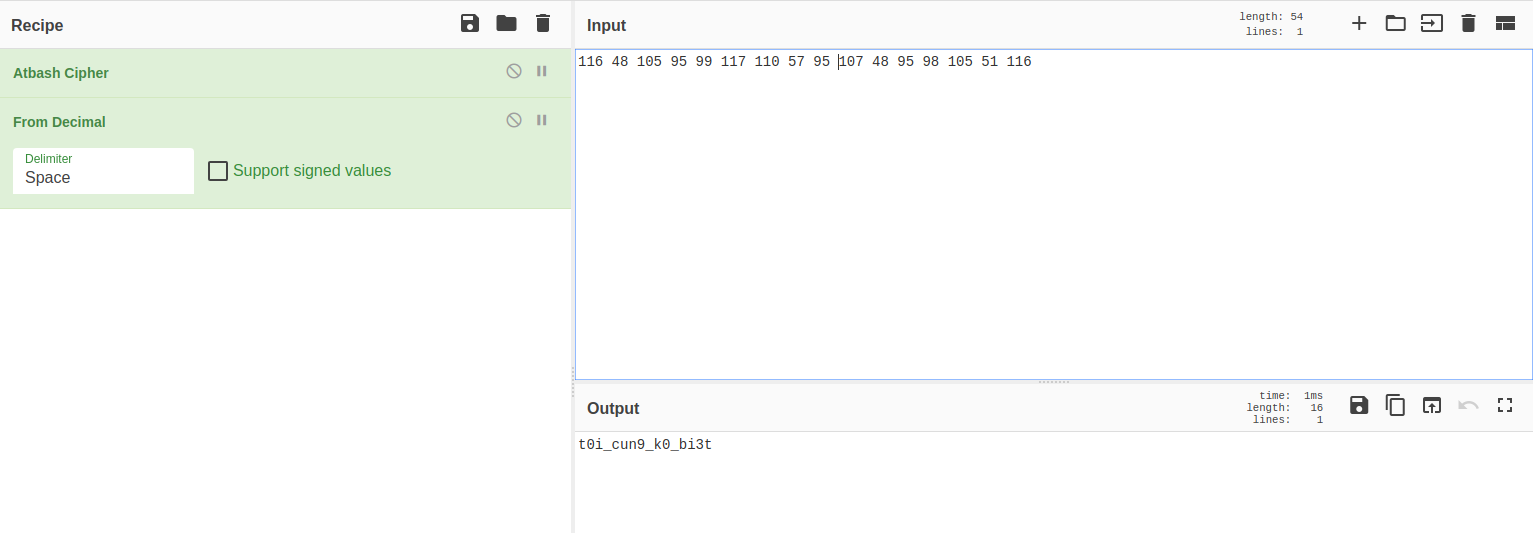 Recipe
Atbash Cipher
From Decimal
Delimiter
Space
Support signed values
Input
length: 54
lines: 1
116 48 105 95 99 117 110 57 95 107 48 95 98 105 51 116
Output
time: 1ms
length: 16
lines: 1
t0i_cun9_k0_bi3t